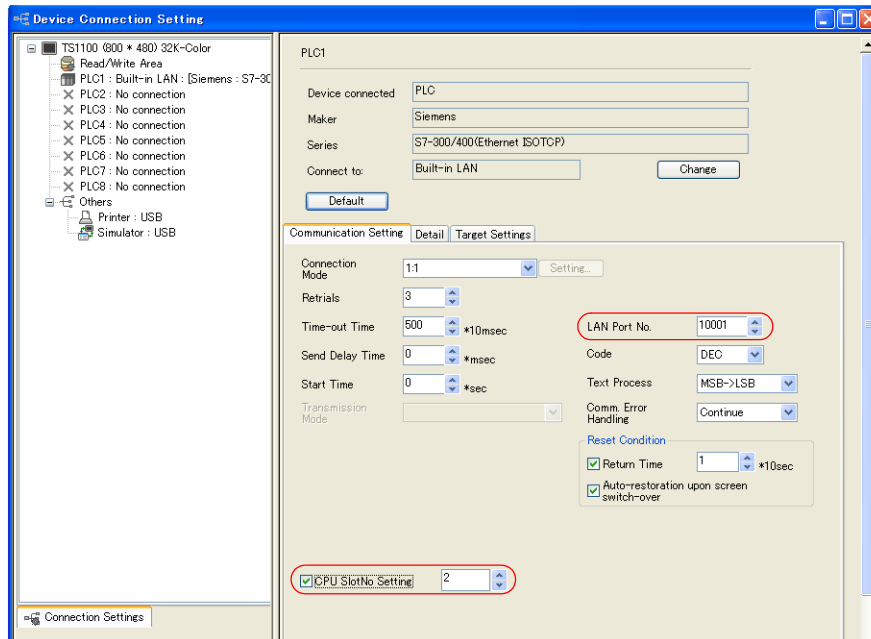 Device Connection Setting
TS1100 (800 * 480) 32K-Color
Read/Write Area
PLC1 : Built-in LAN : [Siemens : S7-30
PLC2 : No connection
PLC3 : No connection
PLC4 : No connection
PLC5 : No connection
PLC6 : No connection
PLC7 : No connection
PLC8 : No connection
Others
Printer : USB
Simulator : USB
Connection Settings
PLC1
Device connected PLC
Maker Siemens
Series S7-300/400(Ethernet ISOTCP)
Connect to: Built-in LAN Change
Default
Communication Setting Detail Target Settings
Connection Mode 1:1 Setting...
Retrials 3
Time-out Time 500 *10msec
Send Delay Time 0 *msec
Start Time 0 *sec
Transmission Mode
LAN Port No. 10001
Code DEC
Text Process MSB->LSB
Comm. Error Handling Continue
Reset Condition
Return Time 1 *10sec
Auto-restoration upon screen
switch-over
CPU SlotNo Setting 2